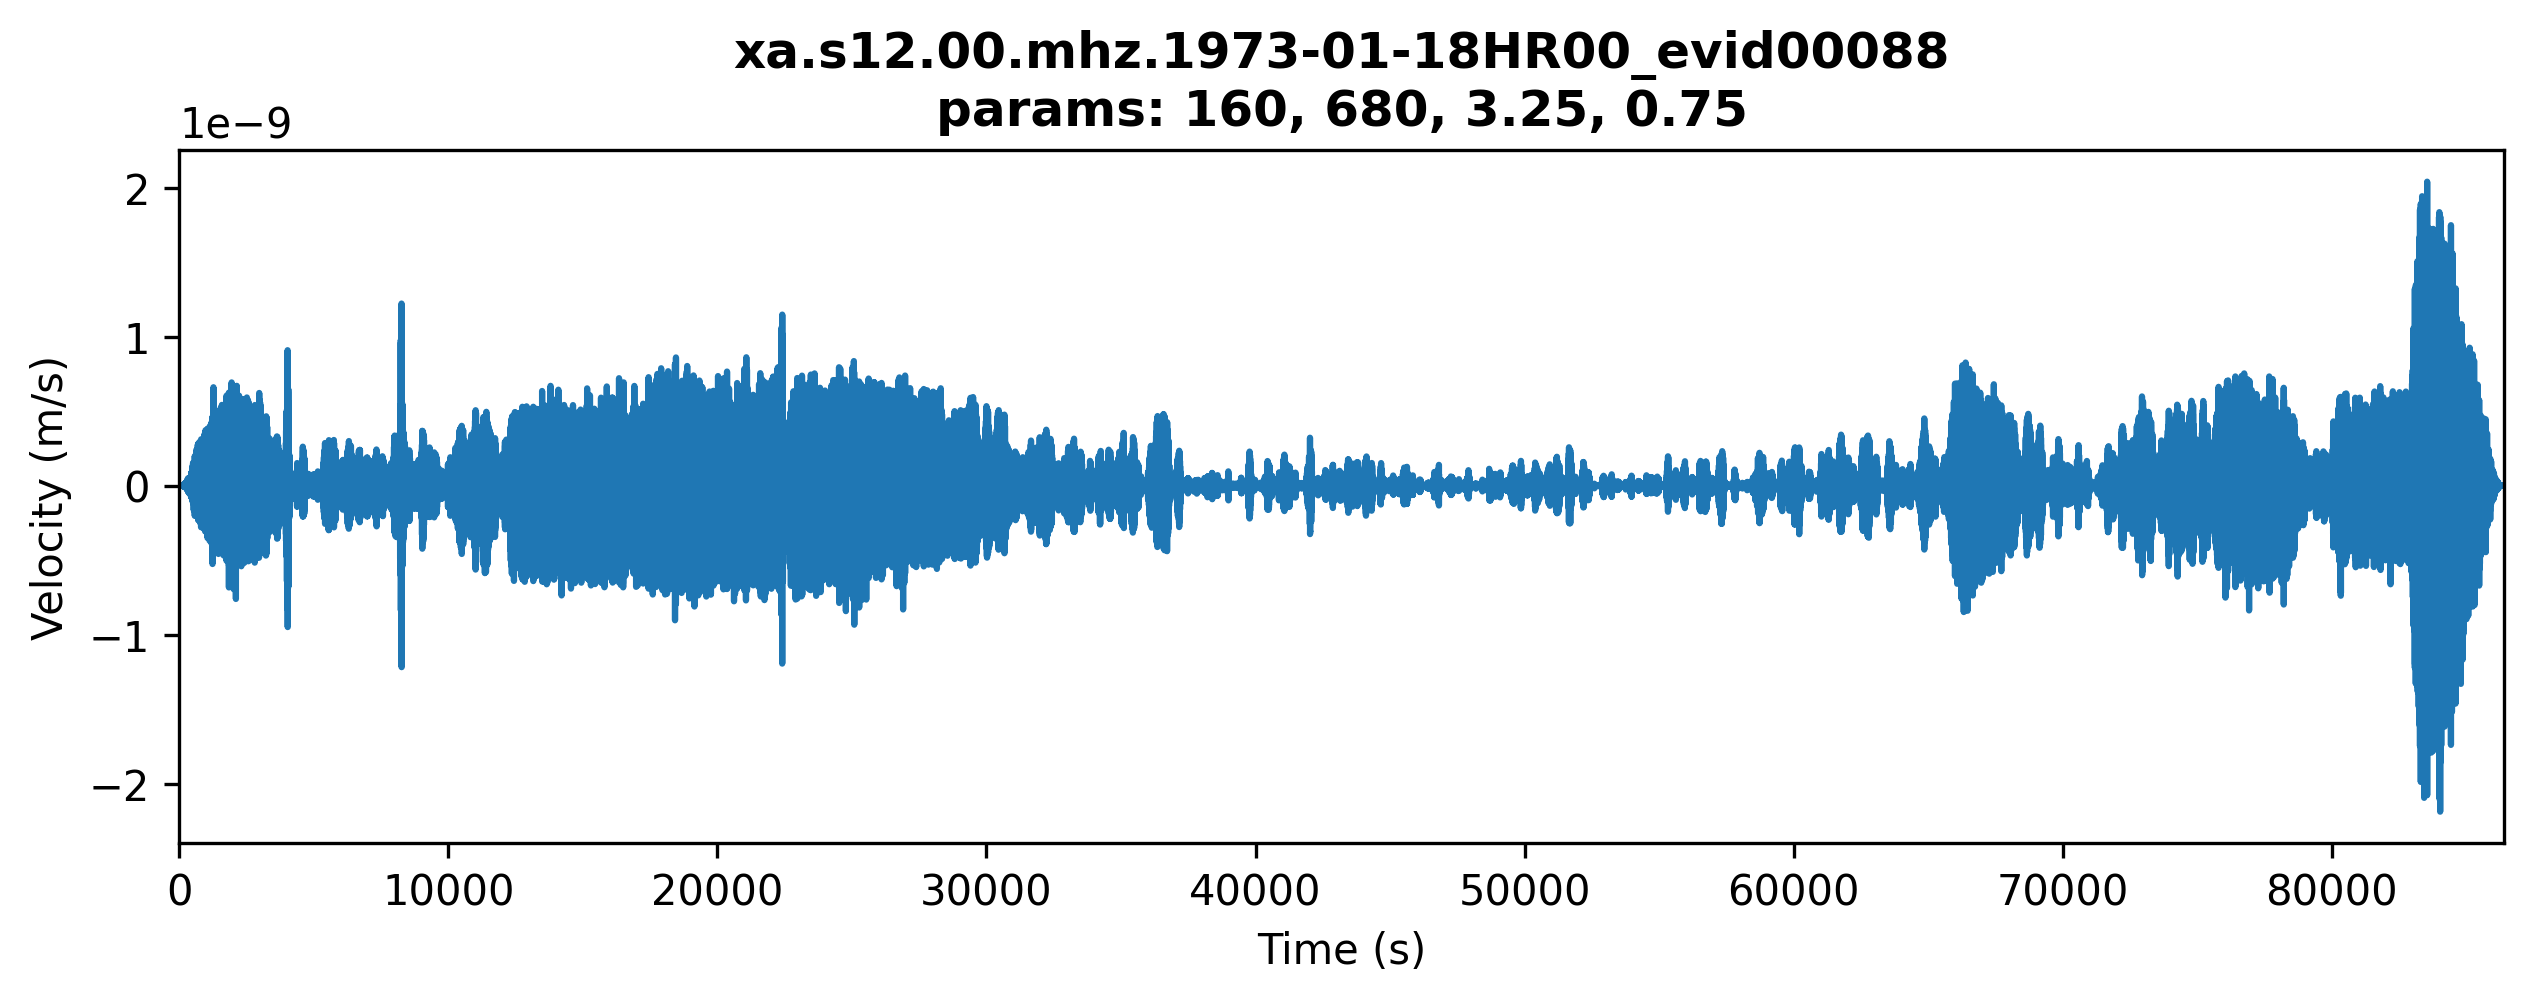 xa.s12.00.mhz.1973-01-18HR00_evid00088
params: 160, 680, 3.25, 0.75
1e−9
2
1
0
−1
−2
Velocity (m/s)
0 10000 20000 30000 40000 50000 60000 70000 80000
Time (s)